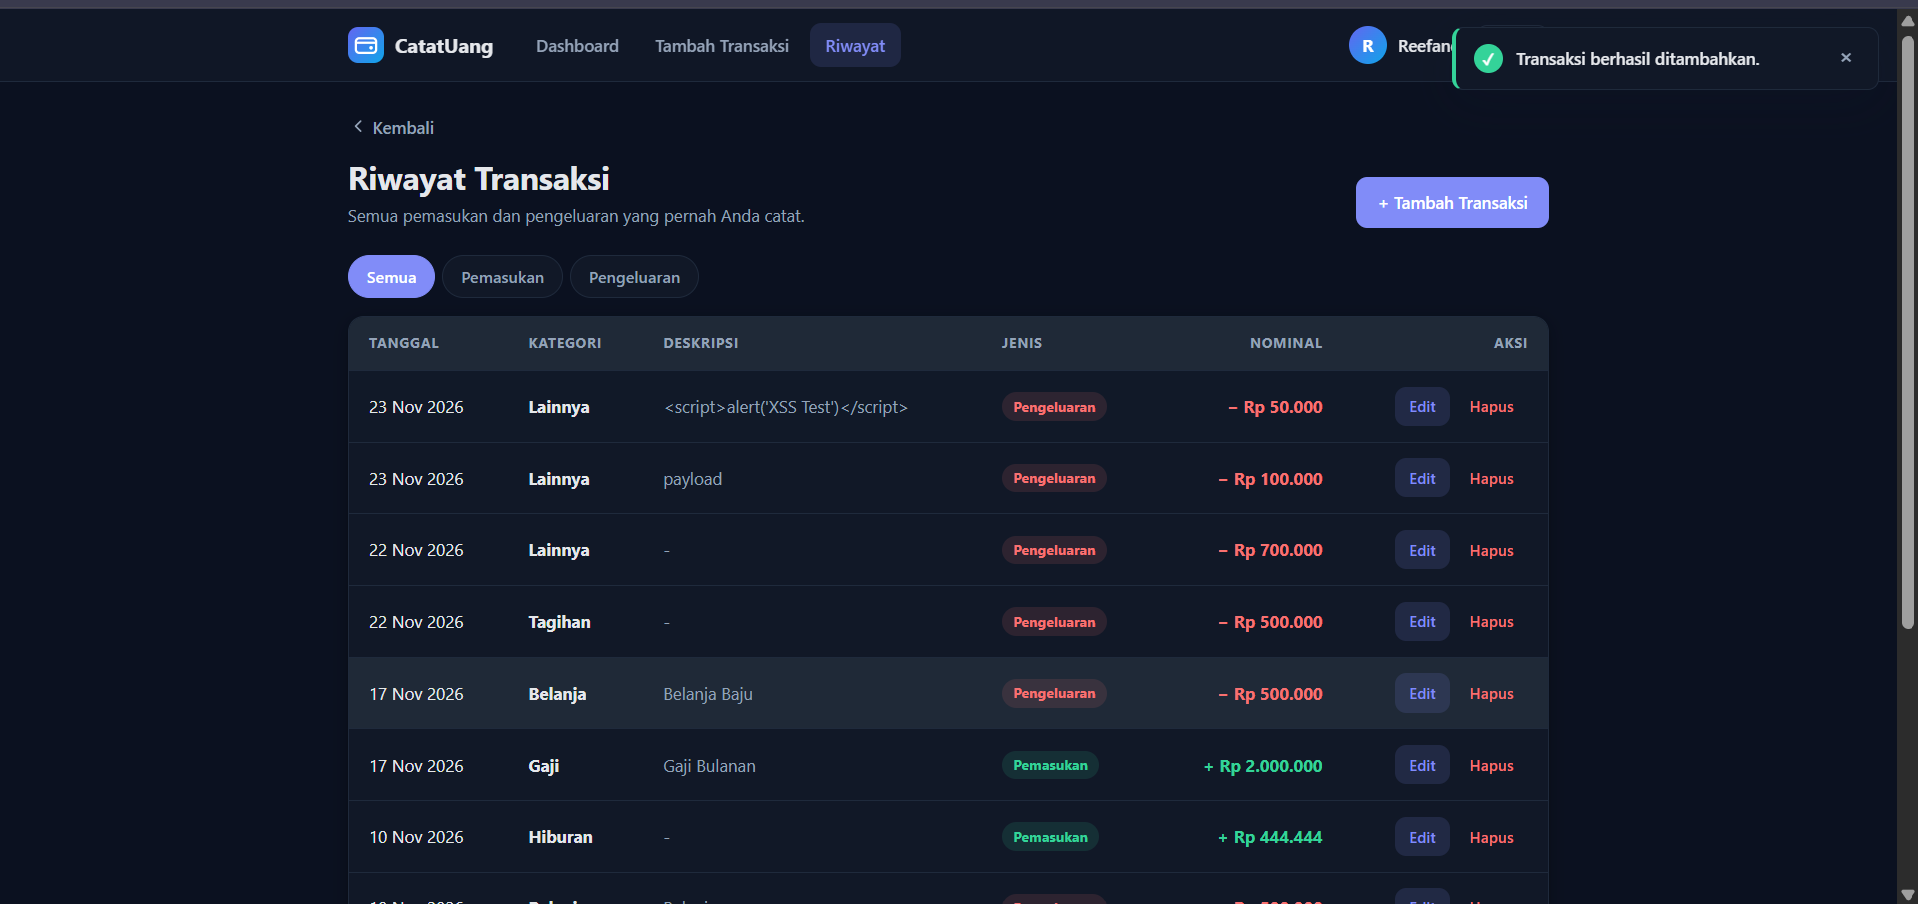 CatatUang Dashboard Tambah Transaksi Riwayat R Reefan
Transaksi berhasil ditambahkan. ×
Kembali
Riwayat Transaksi
Semua pemasukan dan pengeluaran yang pernah Anda catat.
+ Tambah Transaksi
Semua Pemasukan Pengeluaran
TANGGAL KATEGORI DESKRIPSI JENIS NOMINAL AKSI
23 Nov 2026 Lainnya <script>alert('XSS Test')</script> Pengeluaran – Rp 50.000 Edit Hapus
23 Nov 2026 Lainnya payload Pengeluaran – Rp 100.000 Edit Hapus
22 Nov 2026 Lainnya - Pengeluaran – Rp 700.000 Edit Hapus
22 Nov 2026 Tagihan - Pengeluaran – Rp 500.000 Edit Hapus
17 Nov 2026 Belanja Belanja Baju Pengeluaran – Rp 500.000 Edit Hapus
17 Nov 2026 Gaji Gaji Bulanan Pemasukan + Rp 2.000.000 Edit Hapus
10 Nov 2026 Hiburan - Pemasukan + Rp 444.444 Edit Hapus